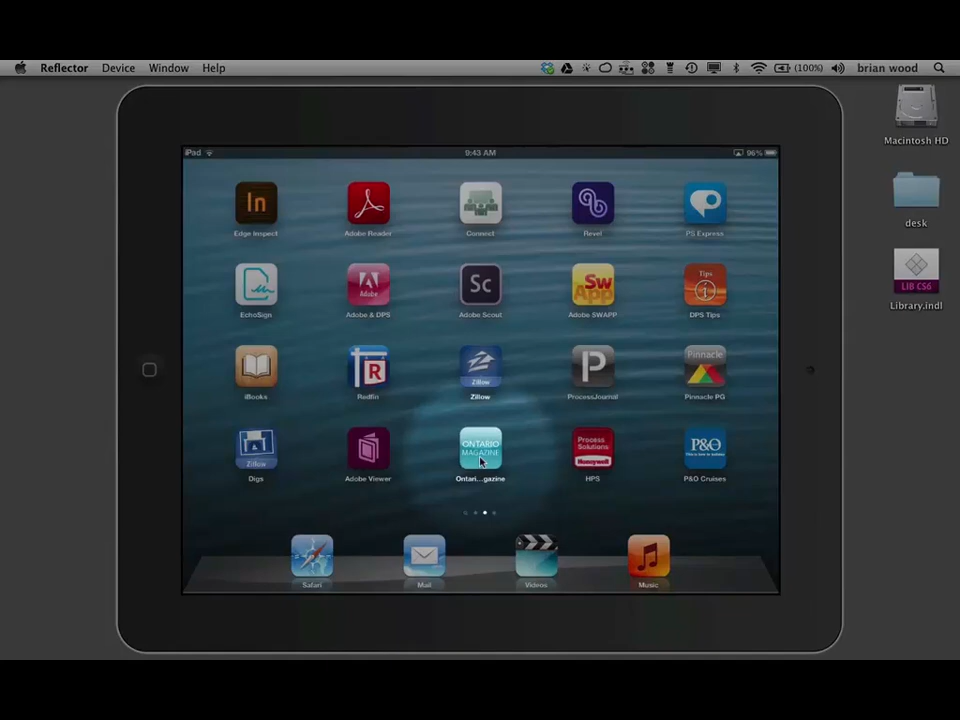 Reflector Device Window Help (100%) brian wood
iPad 9:43 AM 96%
Macintosh HD
In
Edge Inspect Adobe Reader Connect Revel PS Express
desk
Adobe Sc Sw App Tips
EchoSign Adobe & DPS Adobe Scout Adobe SWAPP DPS Tips
LIB CS6
Library.indl
R Zillow P Pinnacle
iBooks Redfin Zillow ProcessJournal Pinnacle PG
Zillow ONTARIO MAGAZINE Process Solutions Honeywell P&O
Digs Adobe Viewer Ontari...gazine HPS P&O Cruises
Safari Mail Videos Music